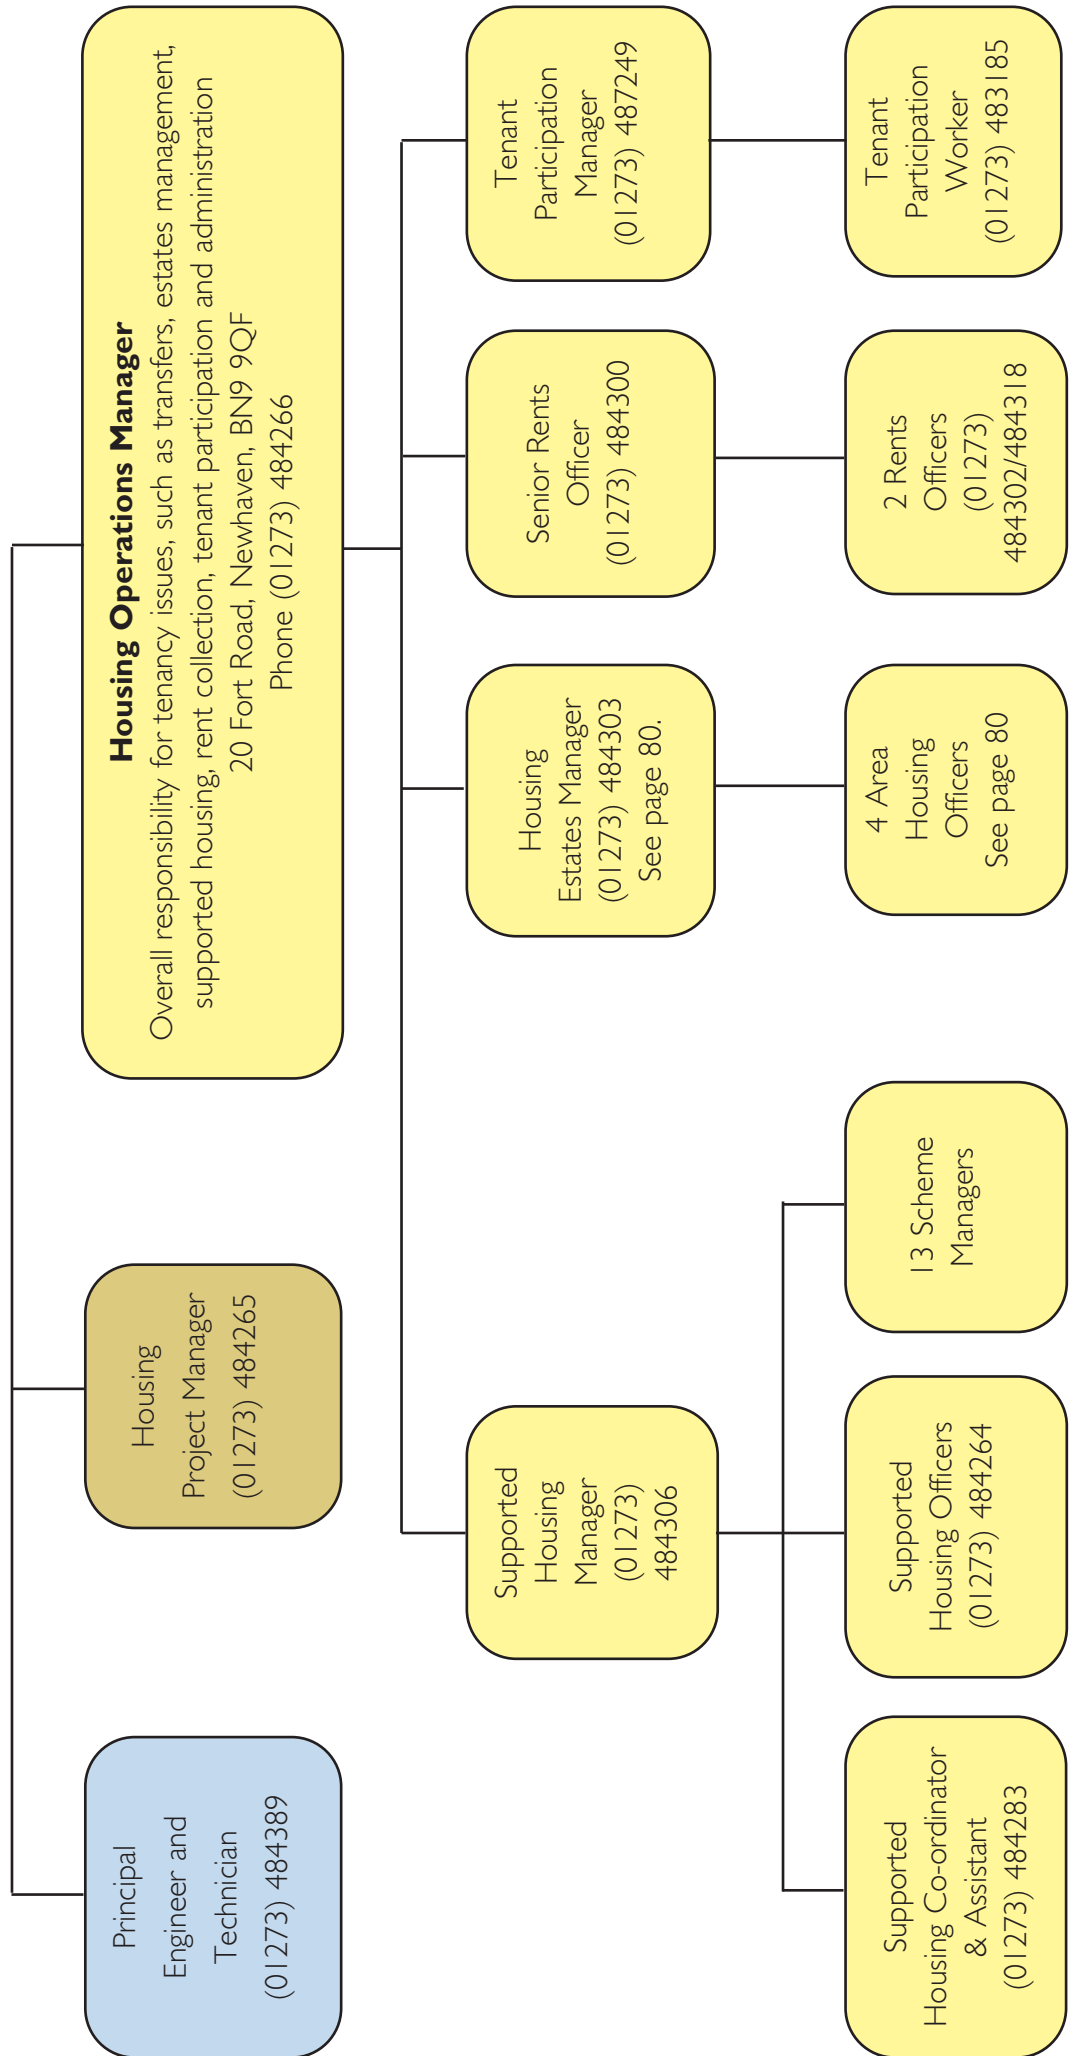 Principal
Engineer and
Technician
(01273) 484389
Housing
Project Manager
(01273) 484265
Housing Operations Manager
Overall responsibility for tenancy issues, such as transfers, estates management,
supported housing, rent collection, tenant participation and administration
20 Fort Road, Newhaven, BN9 9QF
Phone (01273) 484266
Supported
Housing
Manager
(01273)
484306
Housing
Estates Manager
(01273) 484303
See page 80.
Senior Rents
Officer
(01273) 484300
Tenant
Participation
Manager
(01273) 487249
Supported
Housing Co-ordinator
& Assistant
(01273) 484283
Supported
Housing Officers
(01273) 484264
13 Scheme
Managers
4 Area
Housing
Officers
See page 80
2 Rents
Officers
(01273)
484302/484318
Tenant
Participation
Worker
(01273) 483185